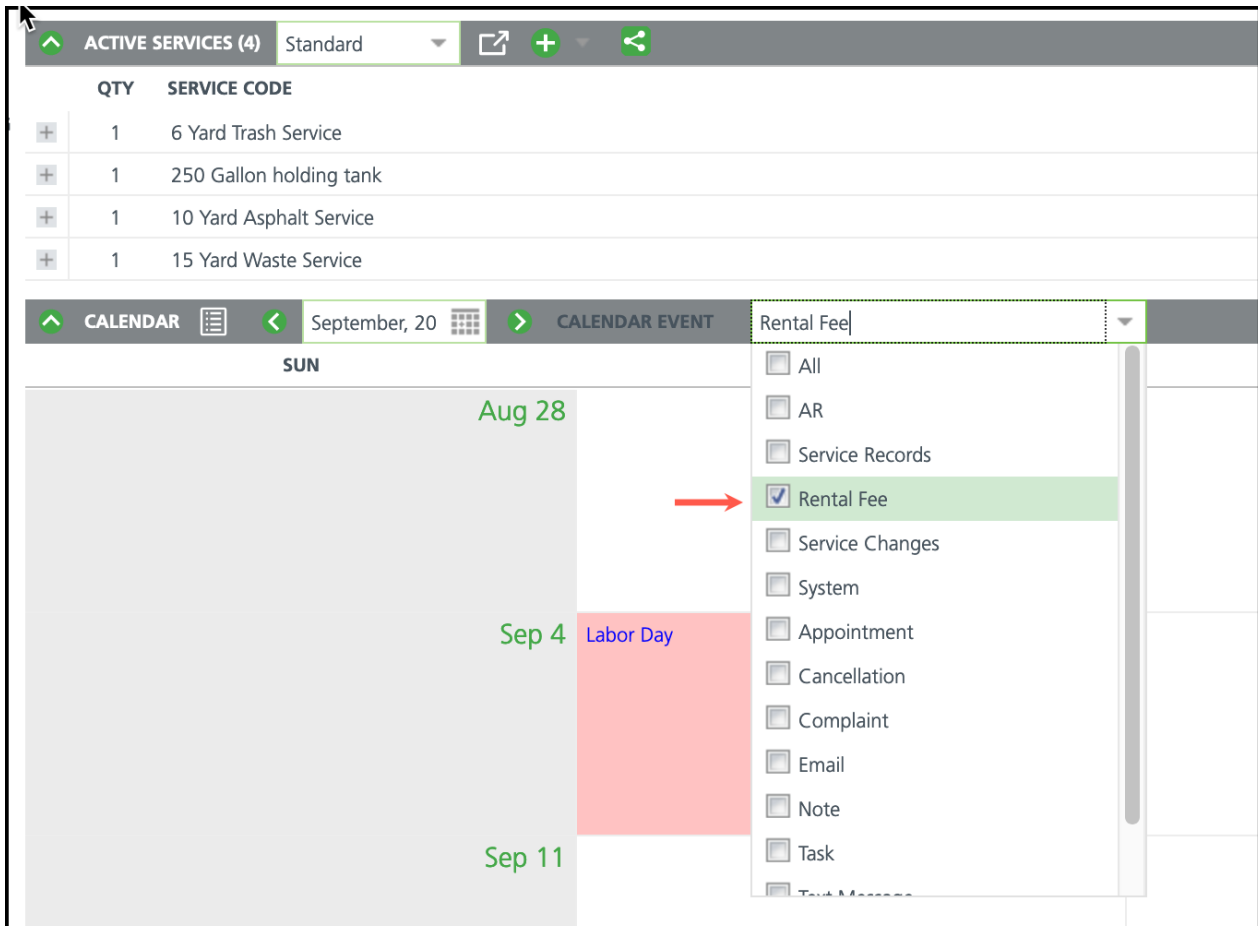 ACTIVE SERVICES (4) Standard
QTY SERVICE CODE
1 6 Yard Trash Service
1 250 Gallon holding tank
1 10 Yard Asphalt Service
1 15 Yard Waste Service
CALENDAR September, 20 CALENDAR EVENT Rental Fee
SUN
All
Aug 28
AR
Service Records
Rental Fee
Service Changes
System
Sep 4 Labor Day
Appointment
Cancellation
Complaint
Email
Note
Task
Sep 11
Text Message